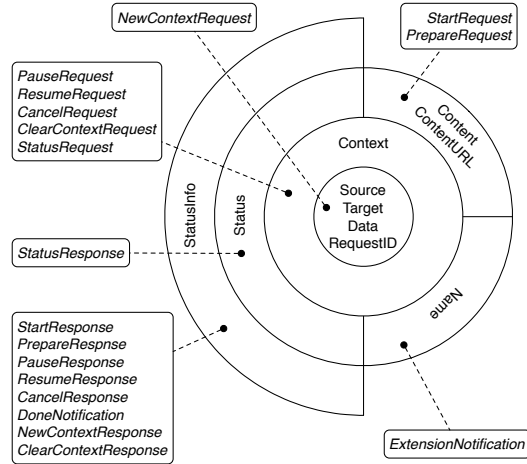 NewContextRequest
StartRequest
PrepareRequest
PauseRequest
ResumeRequest
CancelRequest
ClearContextRequest
StatusRequest
Content
ContentURL
Context
Source
Target
Data
RequestID
StatusInfo
Status
StatusResponse
Name
StartResponse
PrepareRespnse
PauseResponse
ResumeResponse
CancelResponse
DoneNotification
NewContextResponse
ClearContextResponse
ExtensionNotification